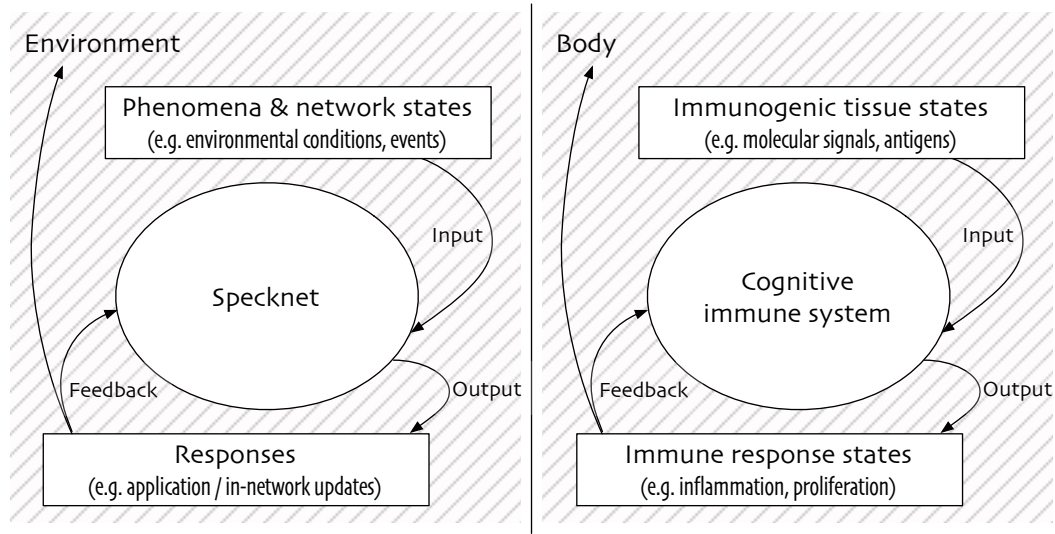 Environment
Phenomena & network states
(e.g. environmental conditions, events)
Input
Specknet
Feedback
Output
Responses
(e.g. application / in-network updates)
Body
Immunogenic tissue states
(e.g. molecular signals, antigens)
Input
Cognitive
immune system
Feedback
Output
Immune response states
(e.g. inflammation, proliferation)